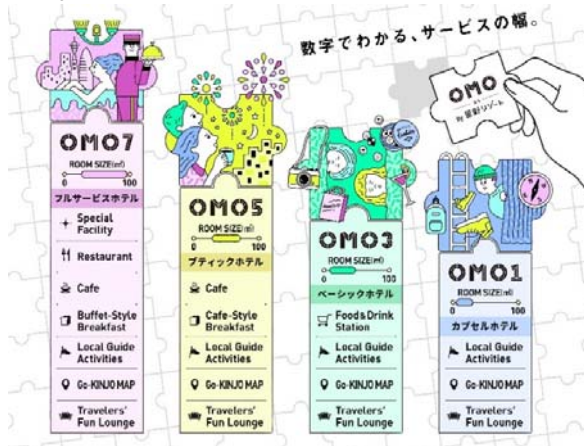 数字でわかる、サービスの幅。
OMO
by 星野リゾート
OMO7
ROOM SIZE(㎡)
0 100
フルサービスホテル
Special
Facility
Restaurant
Cafe
Buffet-Style
Breakfast
Local Guide
Activities
Go-KINJO MAP
Travelers'
Fun Lounge
OMO5
ROOM SIZE(㎡)
0 100
ブティックホテル
Cafe
Cafe-Style
Breakfast
Local Guide
Activities
Go-KINJO MAP
Travelers'
Fun Lounge
OMO3
ROOM SIZE(㎡)
0 100
ベーシックホテル
Food&Drink
Station
Local Guide
Activities
Go-KINJO MAP
Travelers'
Fun Lounge
OMO1
ROOM SIZE(㎡)
0 100
カプセルホテル
Local Guide
Activities
Go-KINJO MAP
Travelers'
Fun Lounge